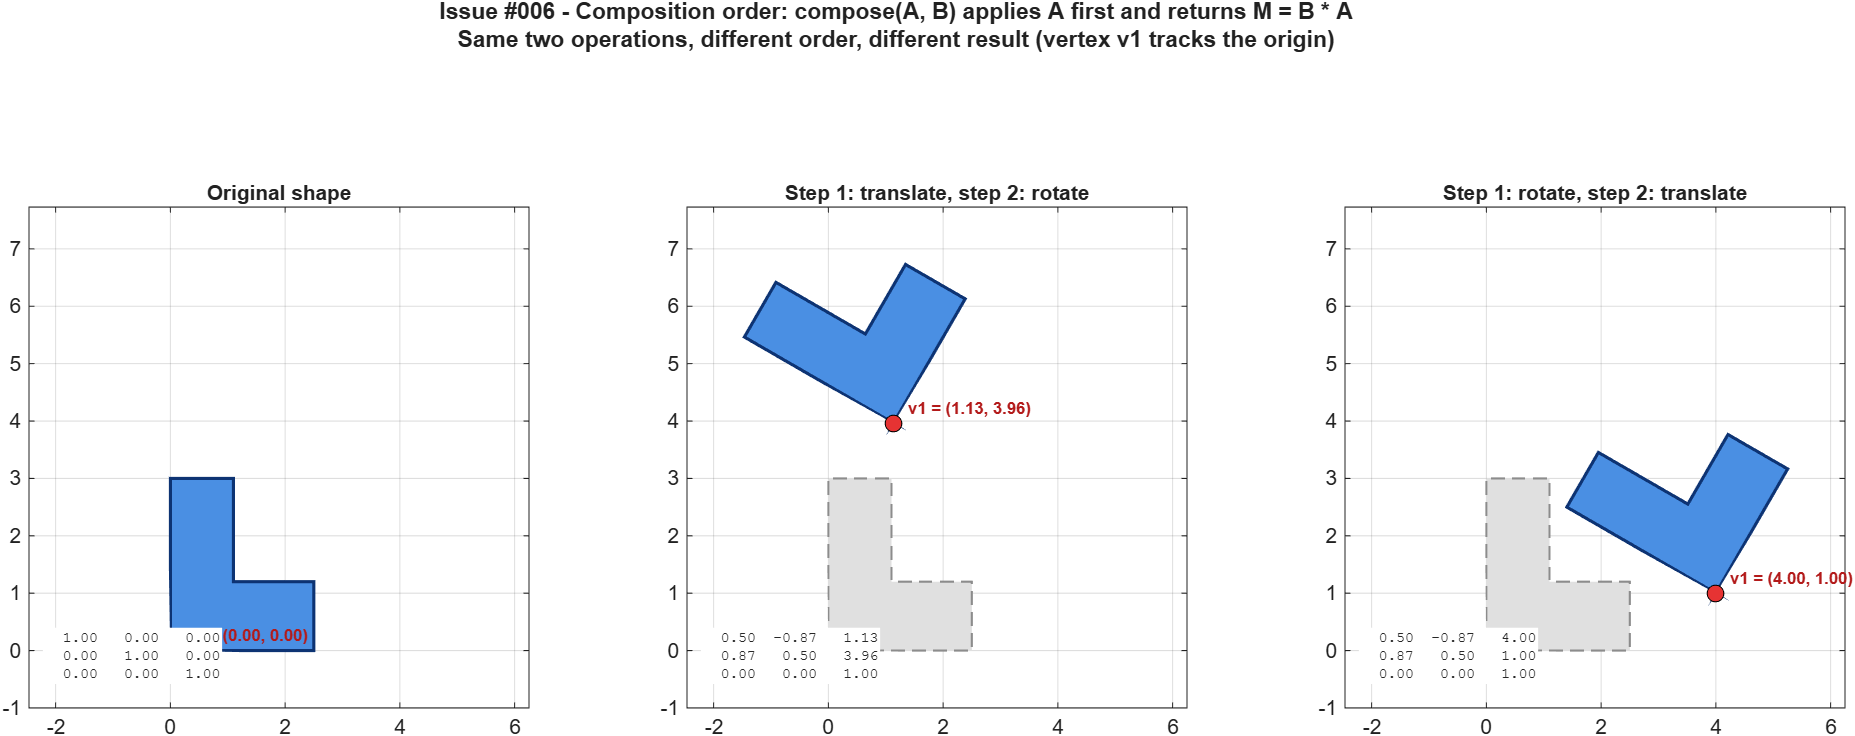 Issue #006 - Composition order: compose(A, B) applies A first and returns M = B * A
Same two operations, different order, different result (vertex v1 tracks the origin)
Original shape
7
6
5
4
3
2
1
0
-1
-2
0
2
4
6
(0.00, 0.00)
1.00 0.00 0.00
0.00 1.00 0.00
0.00 0.00 1.00
Step 1: translate, step 2: rotate
7
6
5
4
3
2
1
0
-1
-2
0
2
4
6
v1 = (1.13, 3.96)
0.50 -0.87 1.13
0.87 0.50 3.96
0.00 0.00 1.00
Step 1: rotate, step 2: translate
7
6
5
4
3
2
1
0
-1
-2
0
2
4
6
v1 = (4.00, 1.00)
0.50 -0.87 4.00
0.87 0.50 1.00
0.00 0.00 1.00